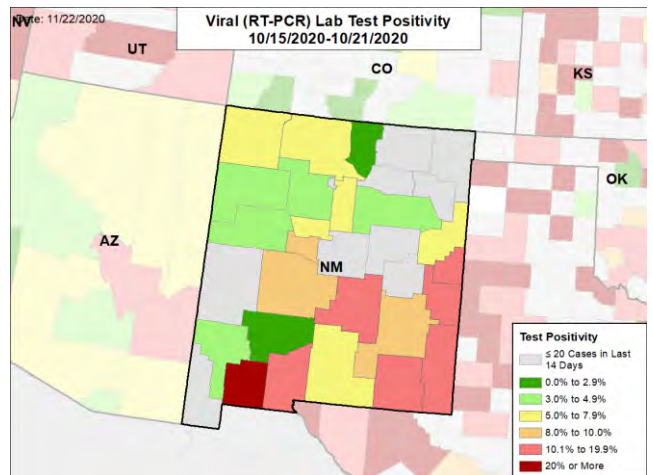 Date: 11/22/2020
Viral (RT-PCR) Lab Test Positivity
10/15/2020-10/21/2020
NV
UT
CO
KS
OK
AZ
NM
Test Positivity
≤ 20 Cases in Last
14 Days
0.0% to 2.9%
3.0% to 4.9%
5.0% to 7.9%
8.0% to 10.0%
10.1% to 19.9%
20% or More